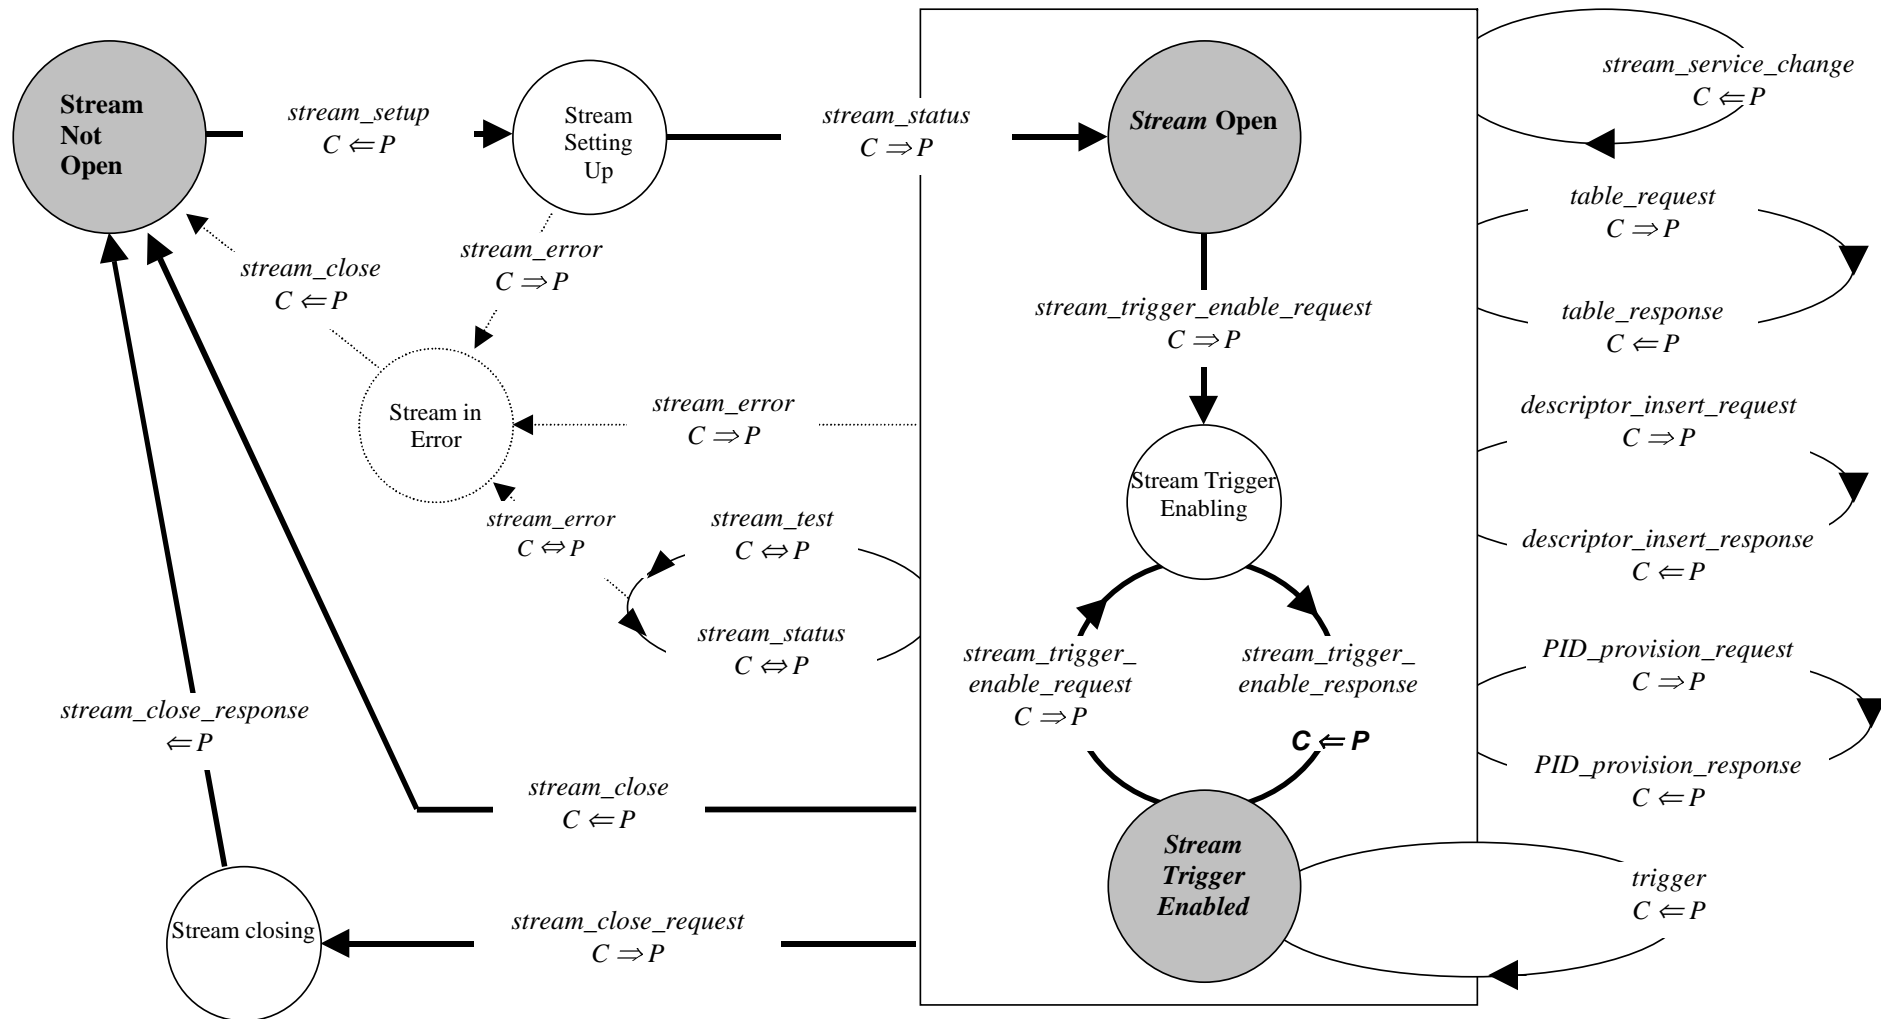 Stream
Not
Open
stream_setup
C ⇐ P
Stream
Setting
Up
stream_status
C ⇒ P
Stream Open
stream_service_change
C ⇐ P
table_request
C ⇒ P
table_response
C ⇐ P
stream_error
C ⇒ P
stream_close
C ⇐ P
stream_trigger_enable_request
C ⇒ P
Stream in
Error
stream_error
C ⇒ P
descriptor_insert_request
C ⇒ P
descriptor_insert_response
C ⇐ P
Stream Trigger
Enabling
stream_error
C ⇔ P
stream_test
C ⇔ P
stream_status
C ⇔ P
stream_trigger_
enable_request
C ⇒ P
stream_trigger_
enable_response
C ⇐ P
PID_provision_request
C ⇒ P
PID_provision_response
C ⇐ P
stream_close_response
⇐ P
stream_close
C ⇐ P
Stream
Trigger
Enabled
trigger
C ⇐ P
Stream closing
stream_close_request
C ⇒ P